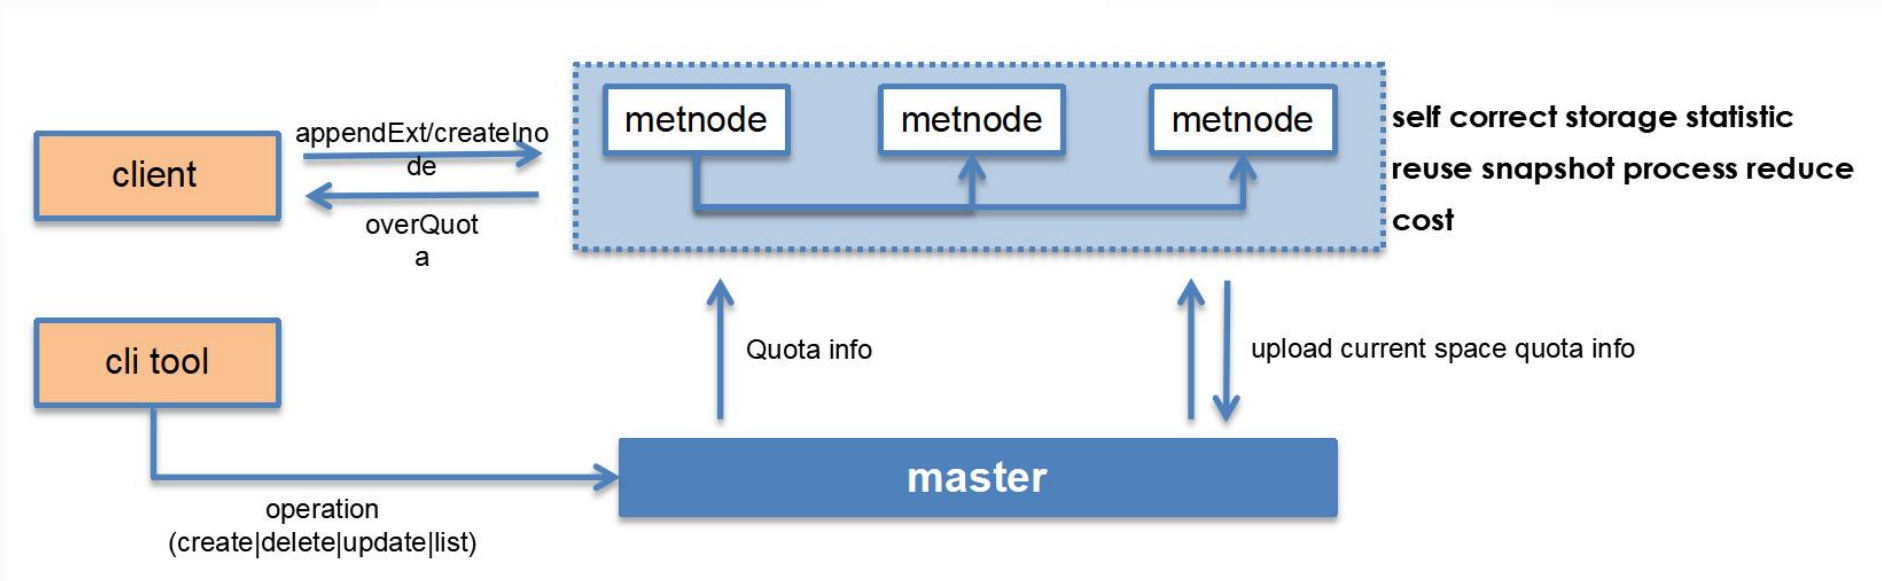 metnode
metnode
metnode
self correct storage statistic
reuse snapshot process reduce
cost
client
appendExt/createIno
de
overQuot
a
cli tool
Quota info
upload current space quota info
master
operation
(create|delete|update|list)